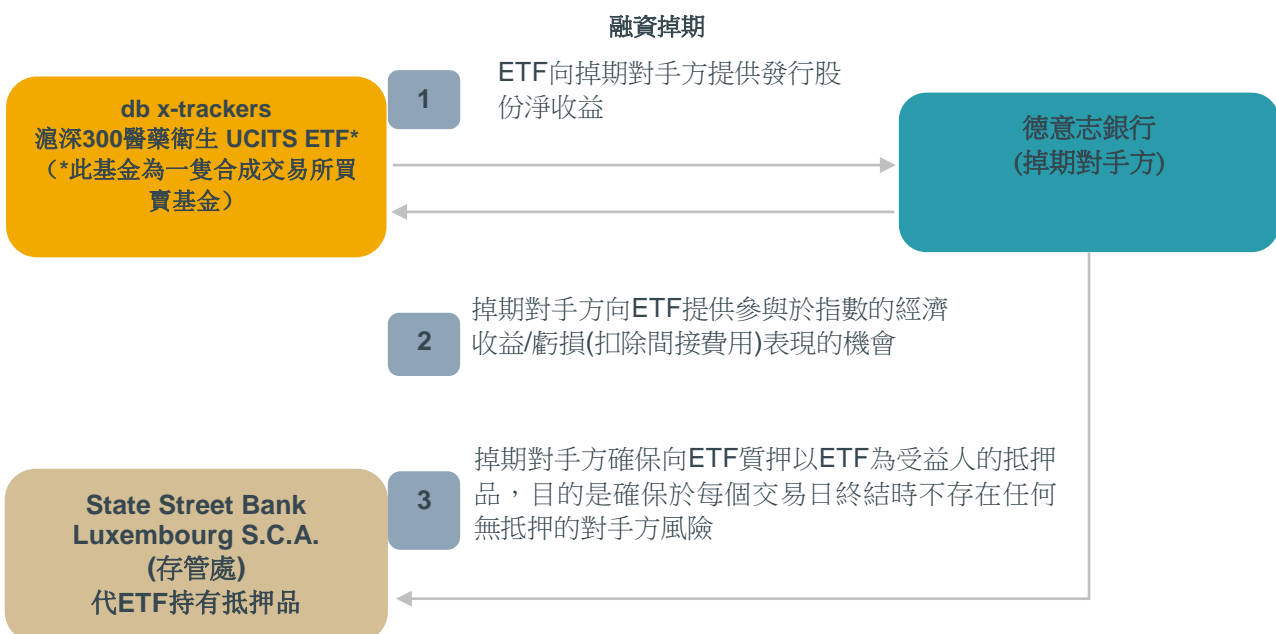 融資掉期
db x-trackers
滬深300醫藥衛生 UCITS ETF*
（*此基金為一隻合成交易所買
賣基金）
1
ETF向掉期對手方提供發行股
份淨收益
德意志銀行
(掉期對手方)
2
掉期對手方向ETF提供參與於指數的經濟
收益/虧損(扣除間接費用)表現的機會
3
掉期對手方確保向ETF質押以ETF為受益人的抵押
品，目的是確保於每個交易日終結時不存在任何
無抵押的對手方風險
State Street Bank
Luxembourg S.C.A.
(存管處)
代ETF持有抵押品